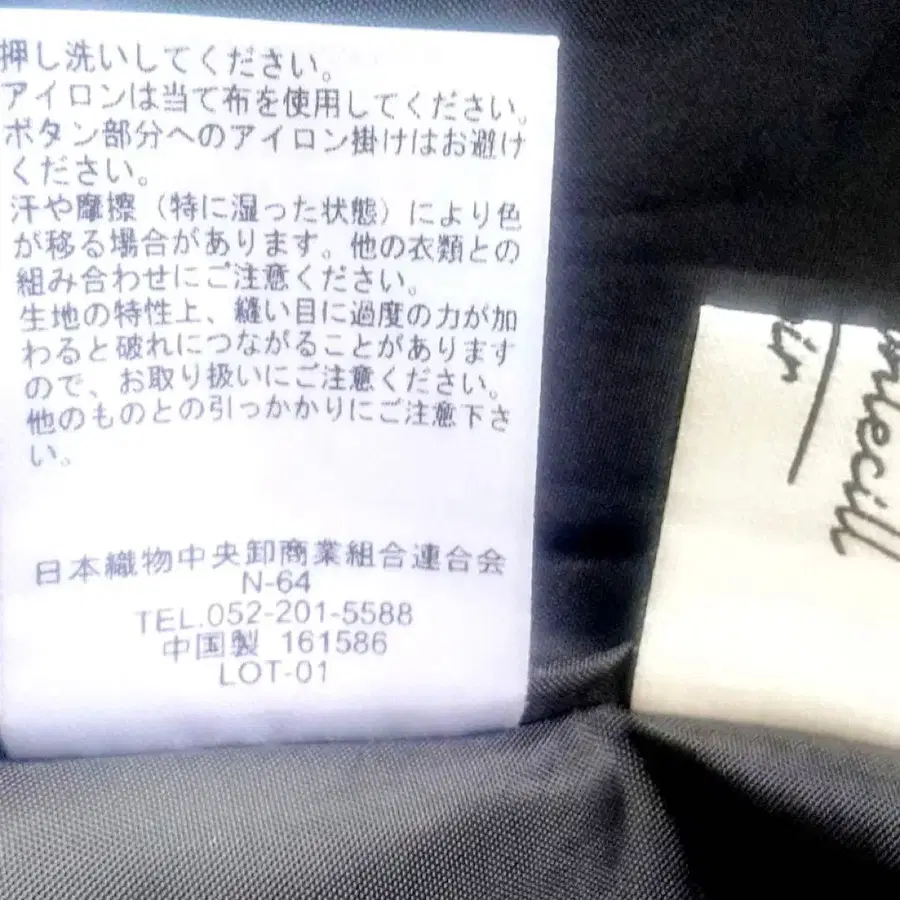 押し洗いしてください。
アイロンは当て布を使用してください。
ボタン部分へのアイロン掛けはお避け
ください。
汗や摩擦（特に湿った状態）により色
が移る場合があります。他の衣類との
組み合わせにご注意ください。
生地の特性上、縫い目に過度の力が加
わると破れにつながることがあります
ので、お取り扱いにご注意ください。
他のものとの引っかかりにご注意下さ
い。
日本織物中央卸商業組合連合会
N-64
TEL.052-201-5588
中国製 161586
LOT-01